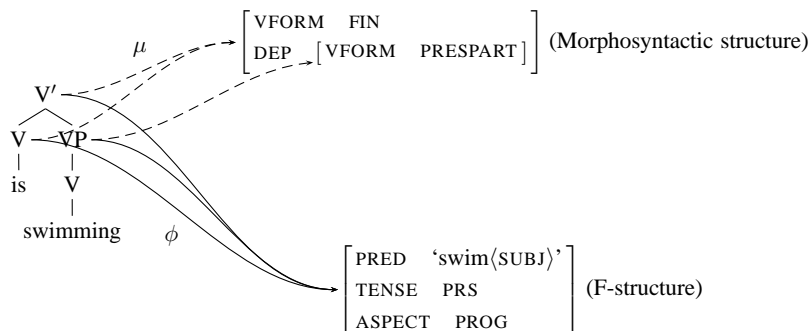 VFORM FIN
μ
DEP [VFORM PRESPART] (Morphosyntactic structure)
V′
V VP
is V
swimming
ϕ
PRED ‘swim⟨SUBJ⟩’
TENSE PRS (F-structure)
ASPECT PROG